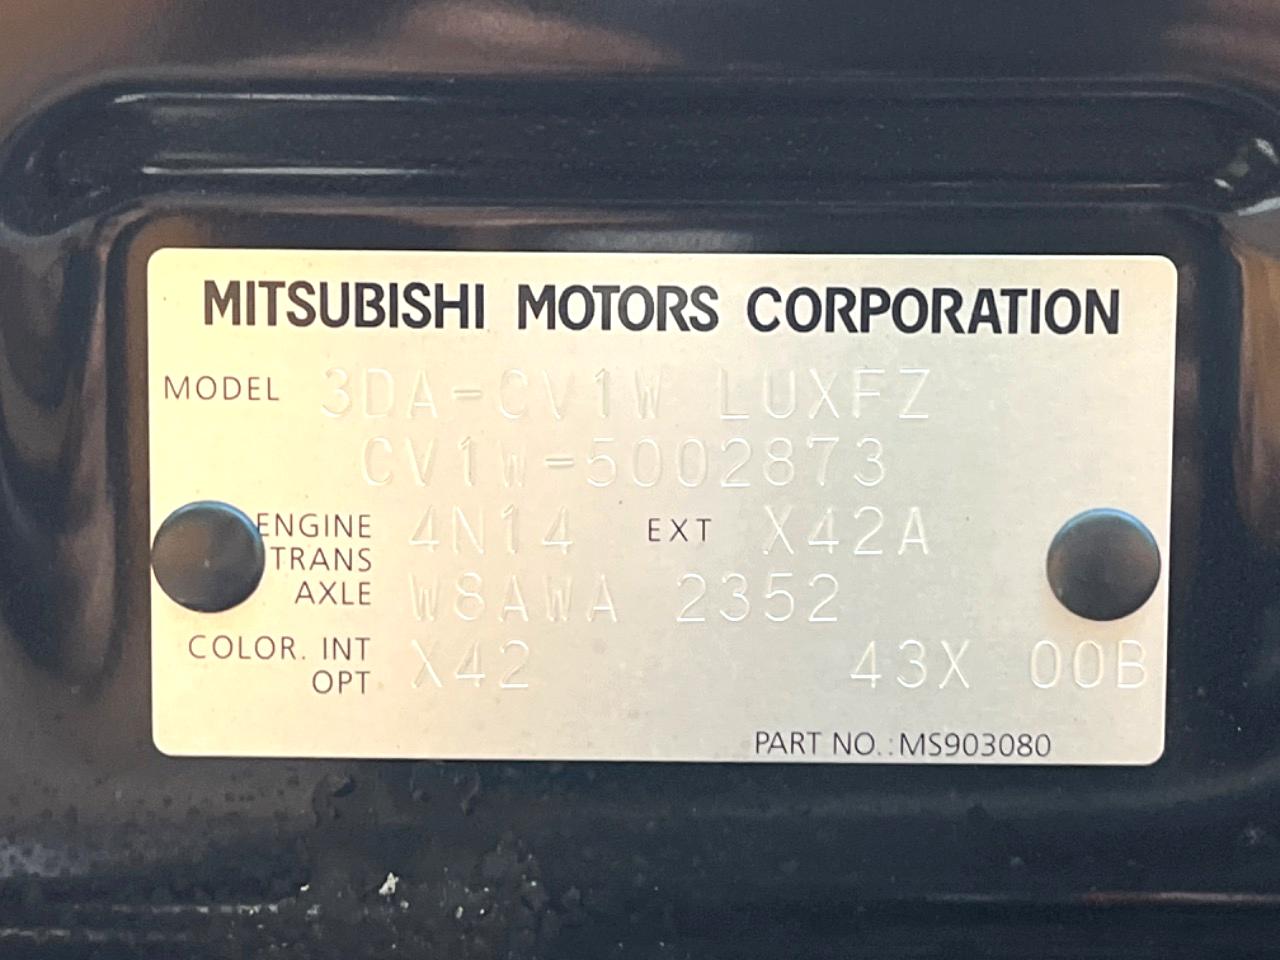 MITSUBISHI MOTORS CORPORATION
MODEL 3DA-CV1W LUXFZ
CV1W-5002873
ENGINE 4N14 EXT X42A
TRANS
AXLE W8AWA 2352
COLOR. INT X42 43X 00B
OPT
PART NO.:MS903080